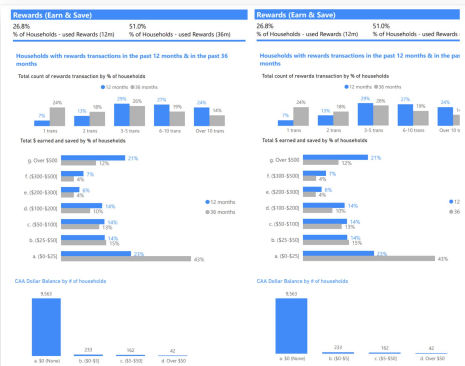 Rewards (Earn & Save)
26.8%
51.0%
% of Households - used Rewards (12m)
% of Households - used Rewards (36m)
Households with rewards transactions in the past 12 months & in the past 36
months
Total count of rewards transaction by % of households
12 months 36 months
7% 24% 13% 18% 29% 26% 27% 19% 24% 14%
1 trans 2 trans 3-5 trans 6-10 trans Over 10 trans
Total $ earned and saved by % of households
g. Over $500 21% 12%
f. ($300-$500) 7% 4%
e. ($200-$300) 6% 4%
d. ($100-$200) 14% 10%
c. ($50-$100) 14% 13%
b. ($25-$50) 14% 15%
a. ($0-$25) 23% 43%
12 months
36 months
CAA Dollar Balance by # of households
9,563 233 162 42
a. $0 (None) b. ($0-$5) c. ($5-$50) d. Over $50
Rewards (Earn & Save)
26.8%
51.0%
% of Households - used Rewards (12m)
% of Households - used Rewards (36m)
Households with rewards transactions in the past 12 months & in the pas
months
Total count of rewards transaction by % of households
12 months 36 months
7% 24% 13% 18% 29% 26% 27% 19% 24%
1 trans 2 trans 3-5 trans 6-10 trans Over 10 t
Total $ earned and saved by % of households
g. Over $500 21% 12%
f. ($300-$500) 7% 4%
e. ($200-$300) 6% 4%
d. ($100-$200) 14% 10%
c. ($50-$100) 14% 13%
b. ($25-$50) 14% 15%
a. ($0-$25) 23% 43%
12
36
CAA Dollar Balance by # of households
9,563 233 162 42
a. $0 (None) b. ($0-$5) c. ($5-$50) d. Over $50